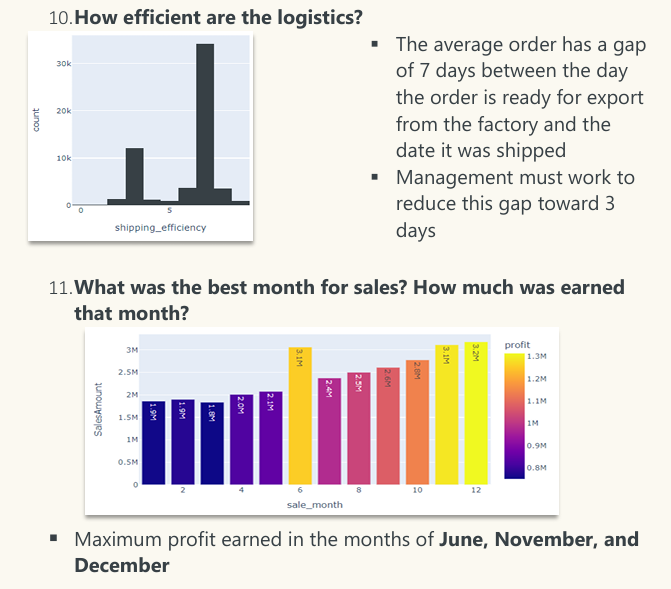 10. How efficient are the logistics?
30k
20k
10k
0
count
0 5
shipping_efficiency
▪ The average order has a gap
of 7 days between the day
the order is ready for export
from the factory and the
date it was shipped
▪ Management must work to
reduce this gap toward 3
days
11. What was the best month for sales? How much was earned
that month?
3M
2.5M
2M
1.5M
1M
0.5M
0
SalesAmount
1.9M
1.9M
1.8M
2.0M
2.1M
3.1M
2.4M
2.5M
2.6M
2.8M
3.1M
3.2M
2 4 6 8 10 12
sale_month
profit
1.3M
1.2M
1.1M
1M
0.9M
0.8M
▪ Maximum profit earned in the months of June, November, and
December